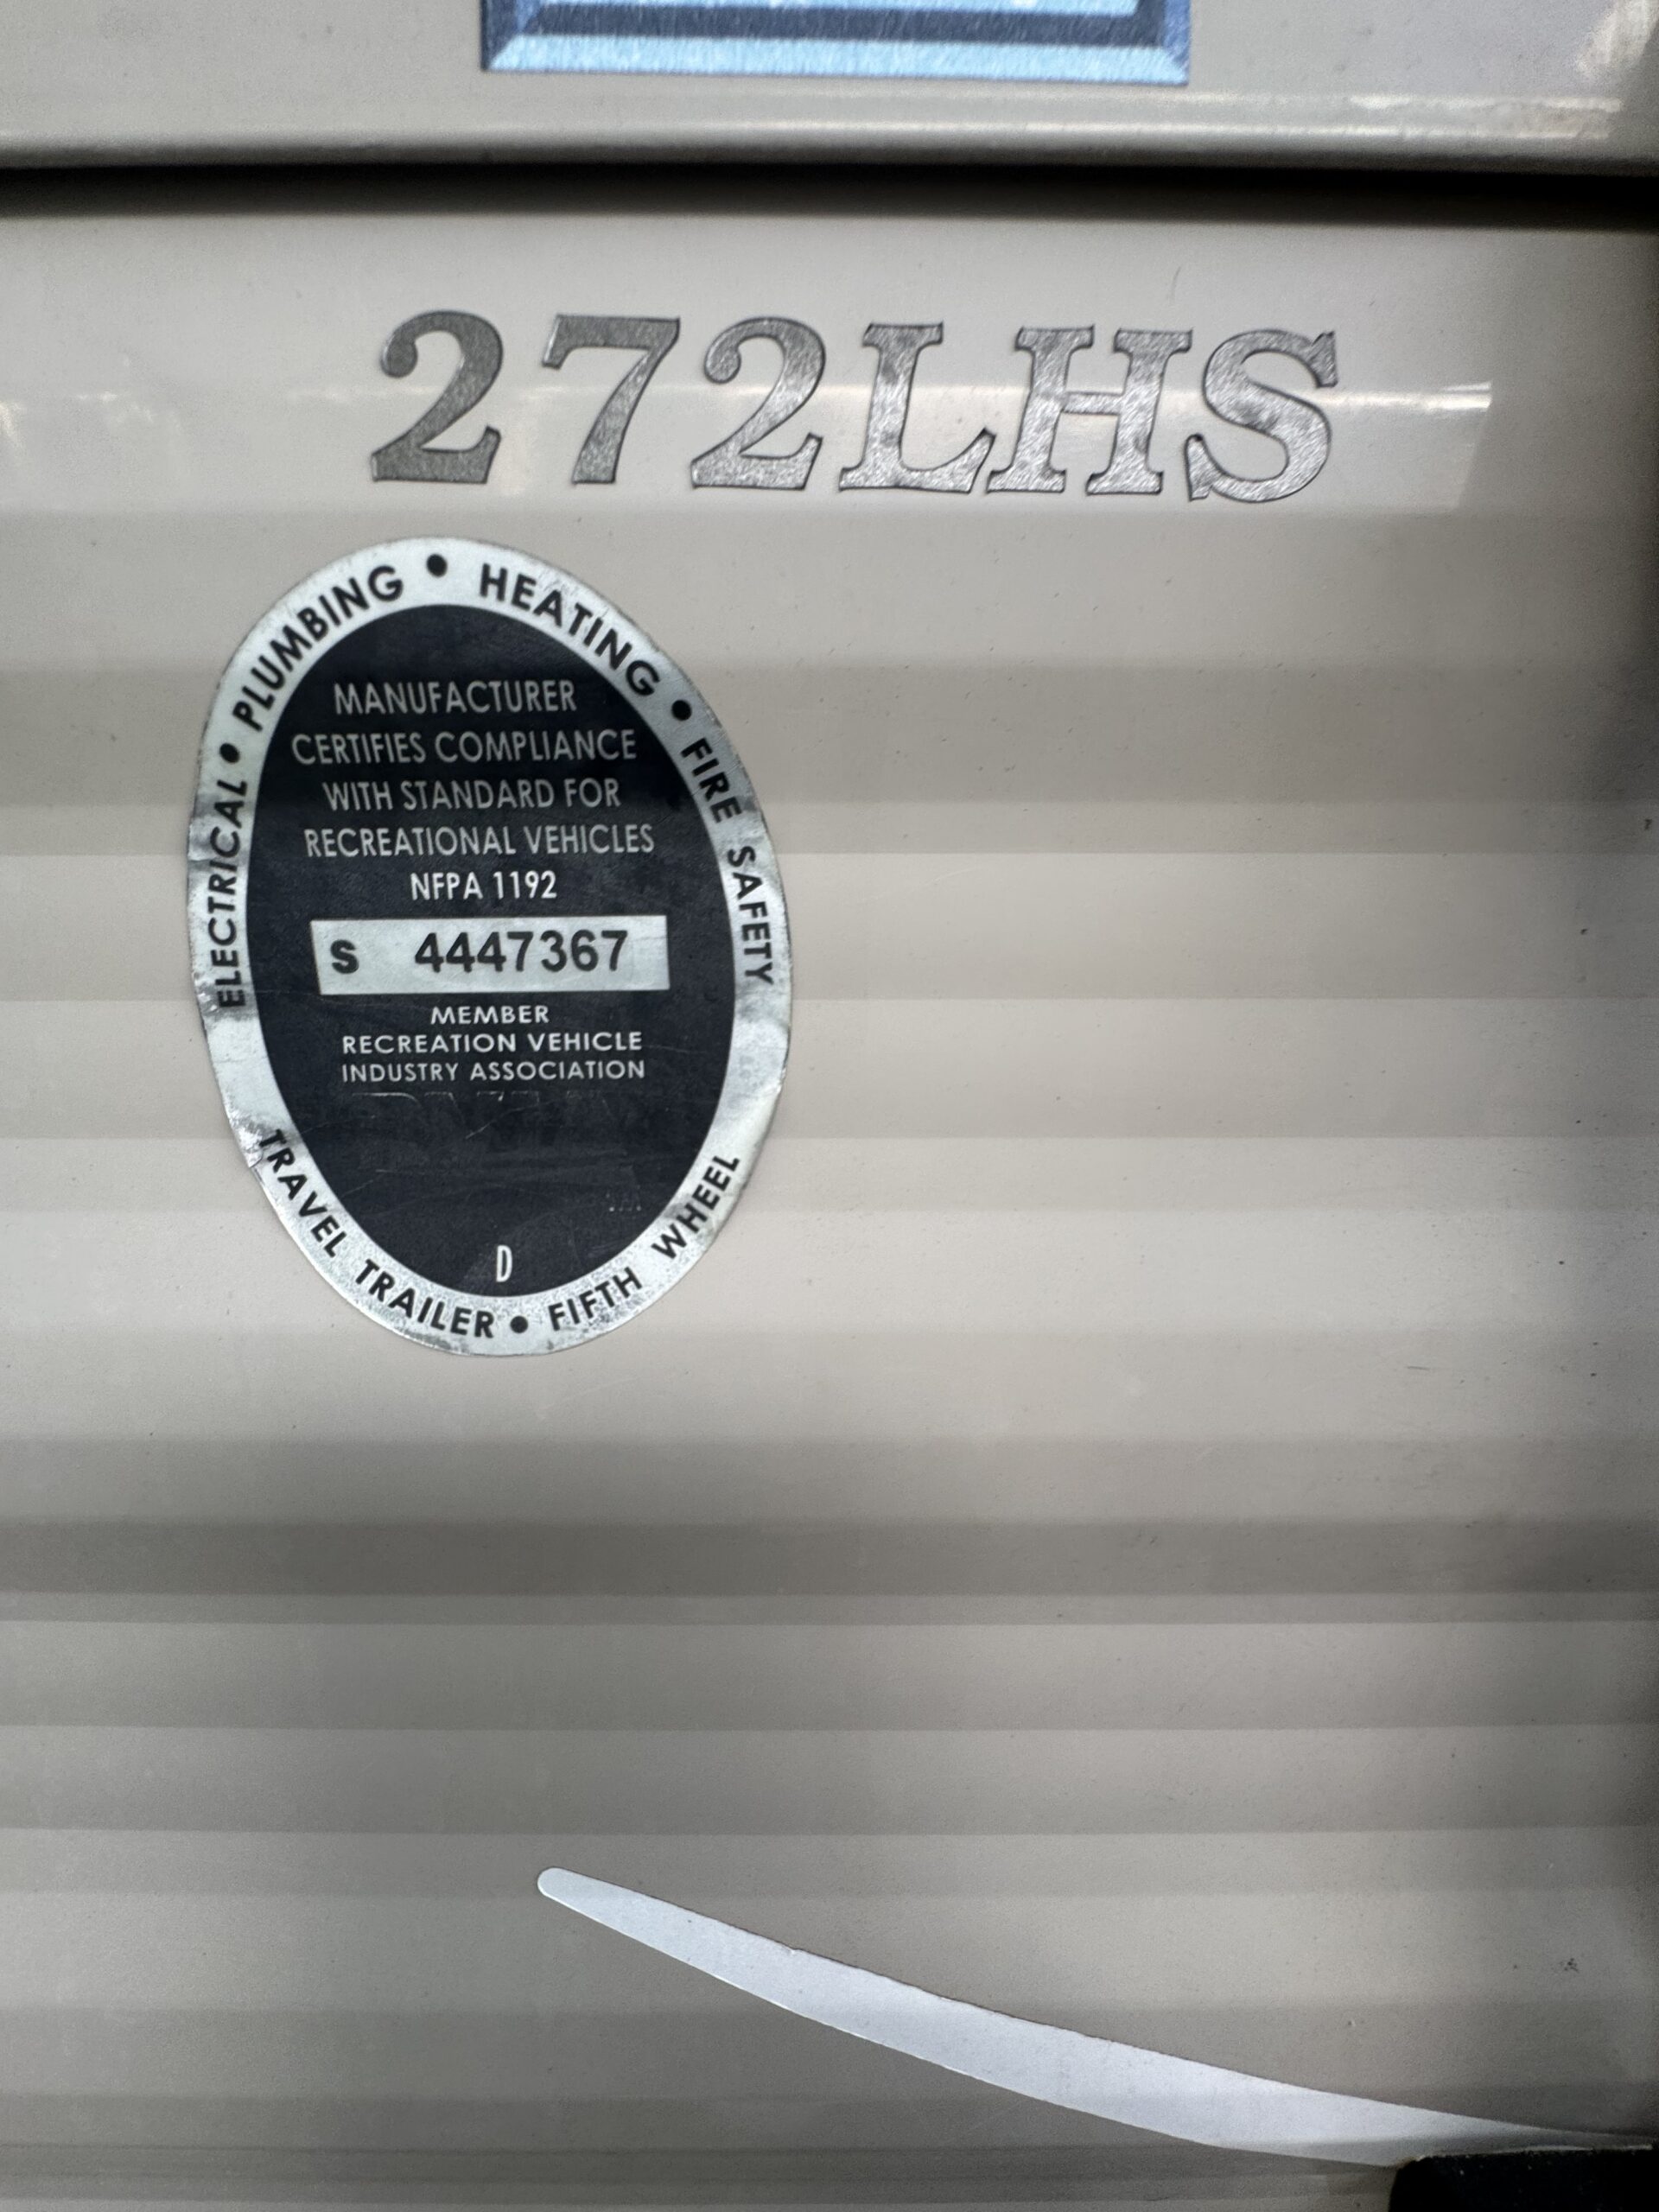 272LHS
ELECTRICAL • PLUMBING • HEATING • FIRE SAFETY
MANUFACTURER
CERTIFIES COMPLIANCE
WITH STANDARD FOR
RECREATIONAL VEHICLES
NFPA 1192
S 4447367
MEMBER
RECREATION VEHICLE
INDUSTRY ASSOCIATION
D
TRAVEL TRAILER • FIFTH WHEEL